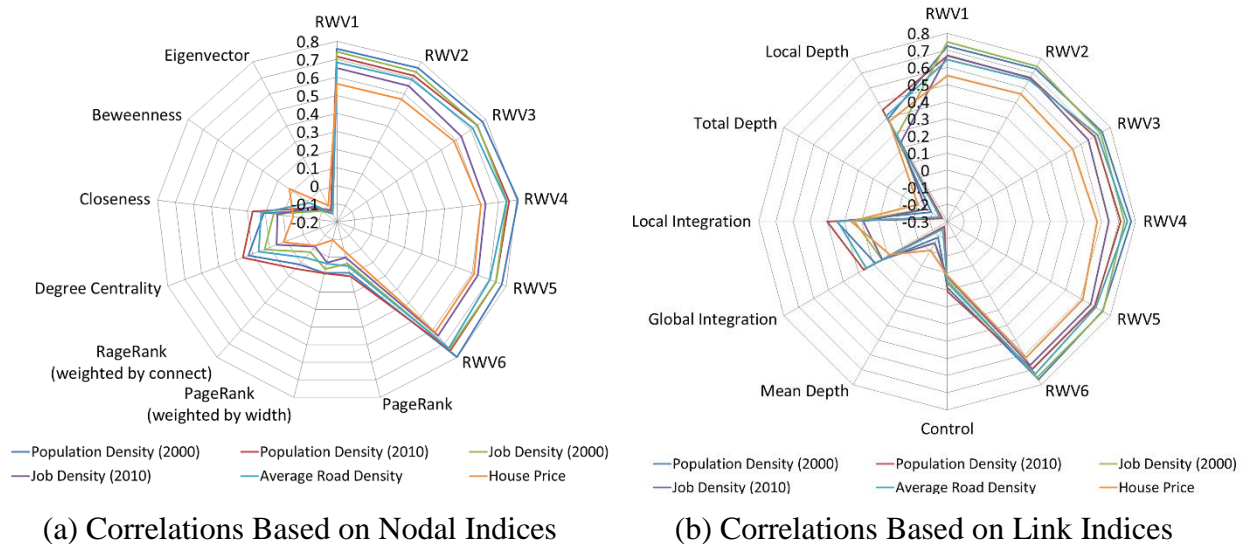 RWV1
0.8
0.7
0.6
0.5
0.4
0.3
0.2
0.1
0
-0.1
-0.2
RWV2
RWV3
RWV4
RWV5
RWV6
PageRank
PageRank
(weighted by width)
RageRank
(weighted by connect)
Degree Centrality
Closeness
Beweenness
Eigenvector
Population Density (2000)
Population Density (2010)
Job Density (2000)
Job Density (2010)
Average Road Density
House Price
(a) Correlations Based on Nodal Indices
RWV1
0.8
0.7
0.6
0.5
0.4
0.3
0.2
0.1
0
-0.1
-0.2
-0.3
RWV2
RWV3
RWV4
RWV5
RWV6
Control
Mean Depth
Global Integration
Local Integration
Total Depth
Local Depth
Population Density (2000)
Population Density (2010)
Job Density (2000)
Job Density (2010)
Average Road Density
House Price
(b) Correlations Based on Link Indices